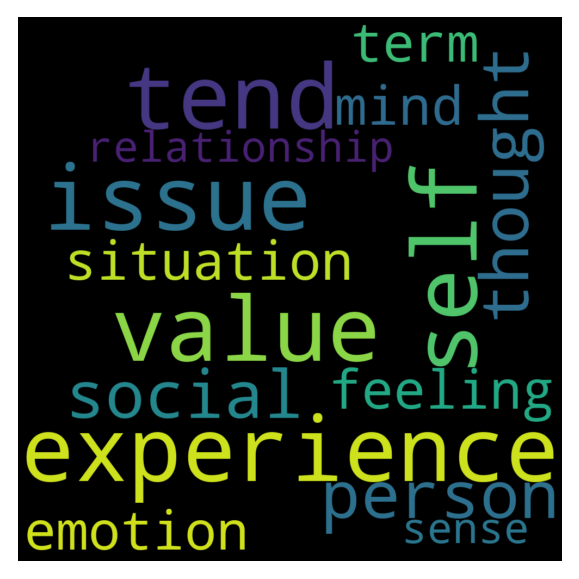 term
tend
mind
thought
relationship
issue
self
situation
value
social
feeling
experience
person
emotion
sense